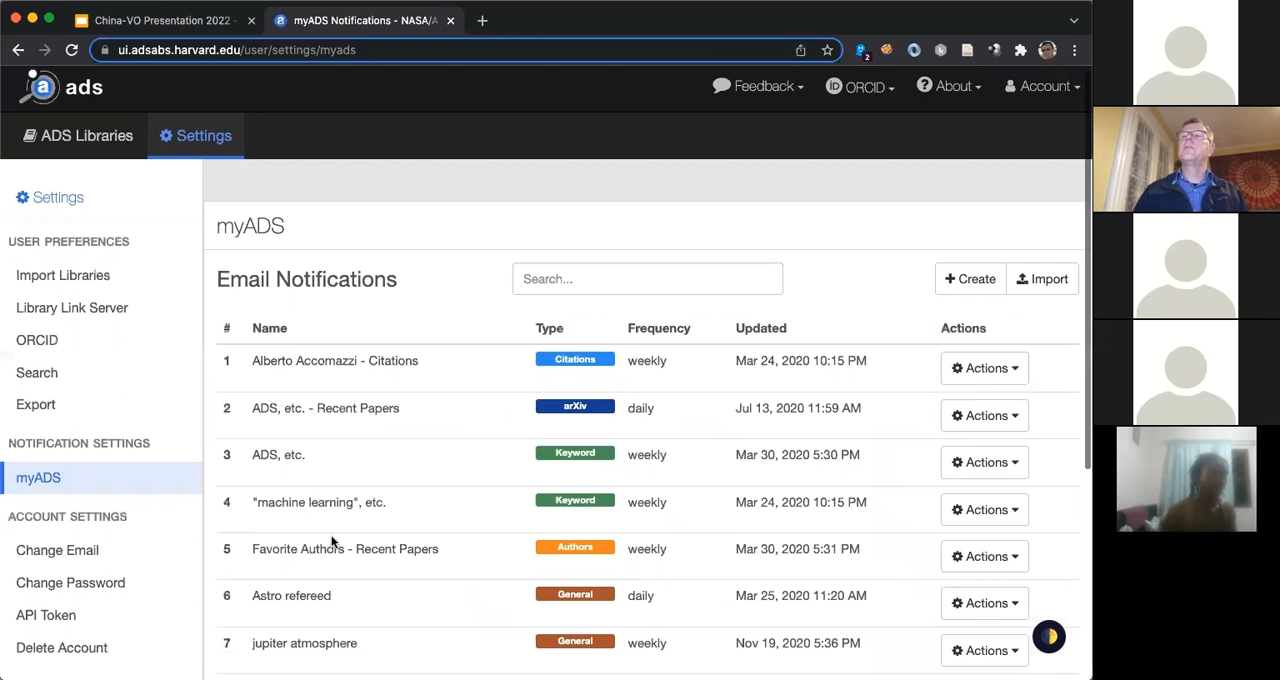 China-VO Presentation 2022 -
myADS Notifications - NASA/A
ui.adsabs.harvard.edu/user/settings/myads
2
a ads
Feedback
iD ORCID
About
Account
ADS Libraries
Settings
Settings
USER PREFERENCES
Import Libraries
Library Link Server
ORCID
Search
Export
NOTIFICATION SETTINGS
myADS
ACCOUNT SETTINGS
Change Email
Change Password
API Token
Delete Account
myADS
Email Notifications
Search...
+ Create
Import
# Name Type Frequency Updated Actions
1 Alberto Accomazzi - Citations Citations weekly Mar 24, 2020 10:15 PM Actions
2 ADS, etc. - Recent Papers arXiv daily Jul 13, 2020 11:59 AM Actions
3 ADS, etc. Keyword weekly Mar 30, 2020 5:30 PM Actions
4 "machine learning", etc. Keyword weekly Mar 24, 2020 10:15 PM Actions
5 Favorite Authors - Recent Papers Authors weekly Mar 30, 2020 5:31 PM Actions
6 Astro refereed General daily Mar 25, 2020 11:20 AM Actions
7 jupiter atmosphere General weekly Nov 19, 2020 5:36 PM Actions